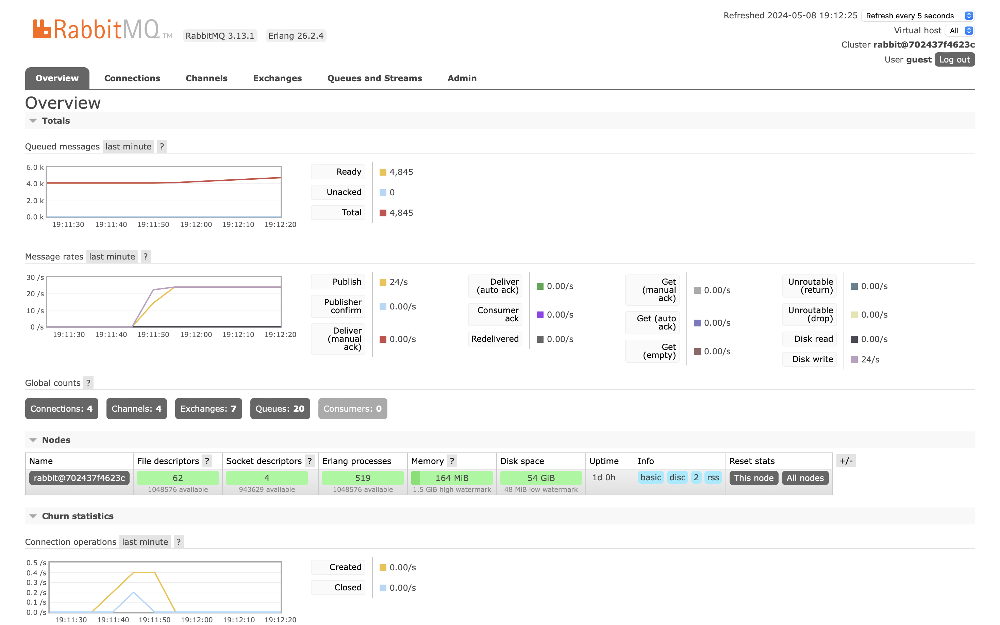 RabbitMQ TM
RabbitMQ 3.13.1
Erlang 26.2.4
Refreshed 2024-05-08 19:12:25
Refresh every 5 seconds
Virtual host
All
Cluster rabbit@702437f4623c
User guest
Log out
Overview
Connections
Channels
Exchanges
Queues and Streams
Admin
Overview
Totals
Queued messages last minute ?
6.0 k
4.0 k
2.0 k
0.0 k
19:11:30 19:11:40 19:11:50 19:12:00 19:12:10 19:12:20
Ready 4,845
Unacked 0
Total 4,845
Message rates last minute ?
30 /s
20 /s
10 /s
0 /s
19:11:30 19:11:40 19:11:50 19:12:00 19:12:10 19:12:20
Publish 24/s
Publisher
confirm 0.00/s
Deliver
(manual
ack) 0.00/s
Deliver
(auto ack) 0.00/s
Consumer
ack 0.00/s
Redelivered 0.00/s
Get
(manual
ack) 0.00/s
Get (auto
ack) 0.00/s
Get
(empty) 0.00/s
Unroutable
(return) 0.00/s
Unroutable
(drop) 0.00/s
Disk read 0.00/s
Disk write 24/s
Global counts ?
Connections: 4
Channels: 4
Exchanges: 7
Queues: 20
Consumers: 0
Nodes
Name File descriptors ? Socket descriptors ? Erlang processes Memory ? Disk space Uptime Info Reset stats +/-
rabbit@702437f4623c 62 4 519 164 MiB 54 GiB 1d 0h basic disc 2 rss This node All nodes
1048576 available 943629 available 1048576 available 1.5 GiB high watermark 48 MiB low watermark
Churn statistics
Connection operations last minute ?
0.5 /s
0.4 /s
0.3 /s
0.2 /s
0.1 /s
0.0 /s
19:11:30 19:11:40 19:11:50 19:12:00 19:12:10 19:12:20
Created 0.00/s
Closed 0.00/s